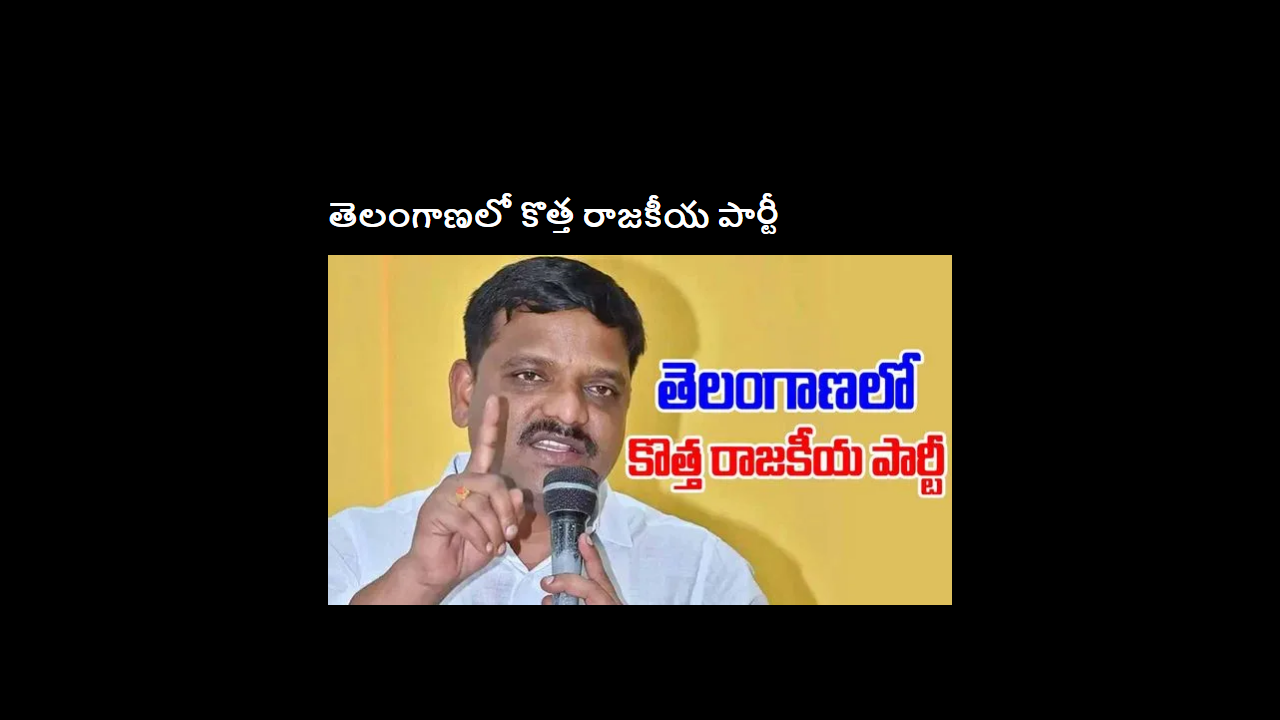 తెలంగాణలో కొత్త రాజకీయ పార్టీ
తెలంగాణలో
కొత్త రాజకీయ పార్టీ